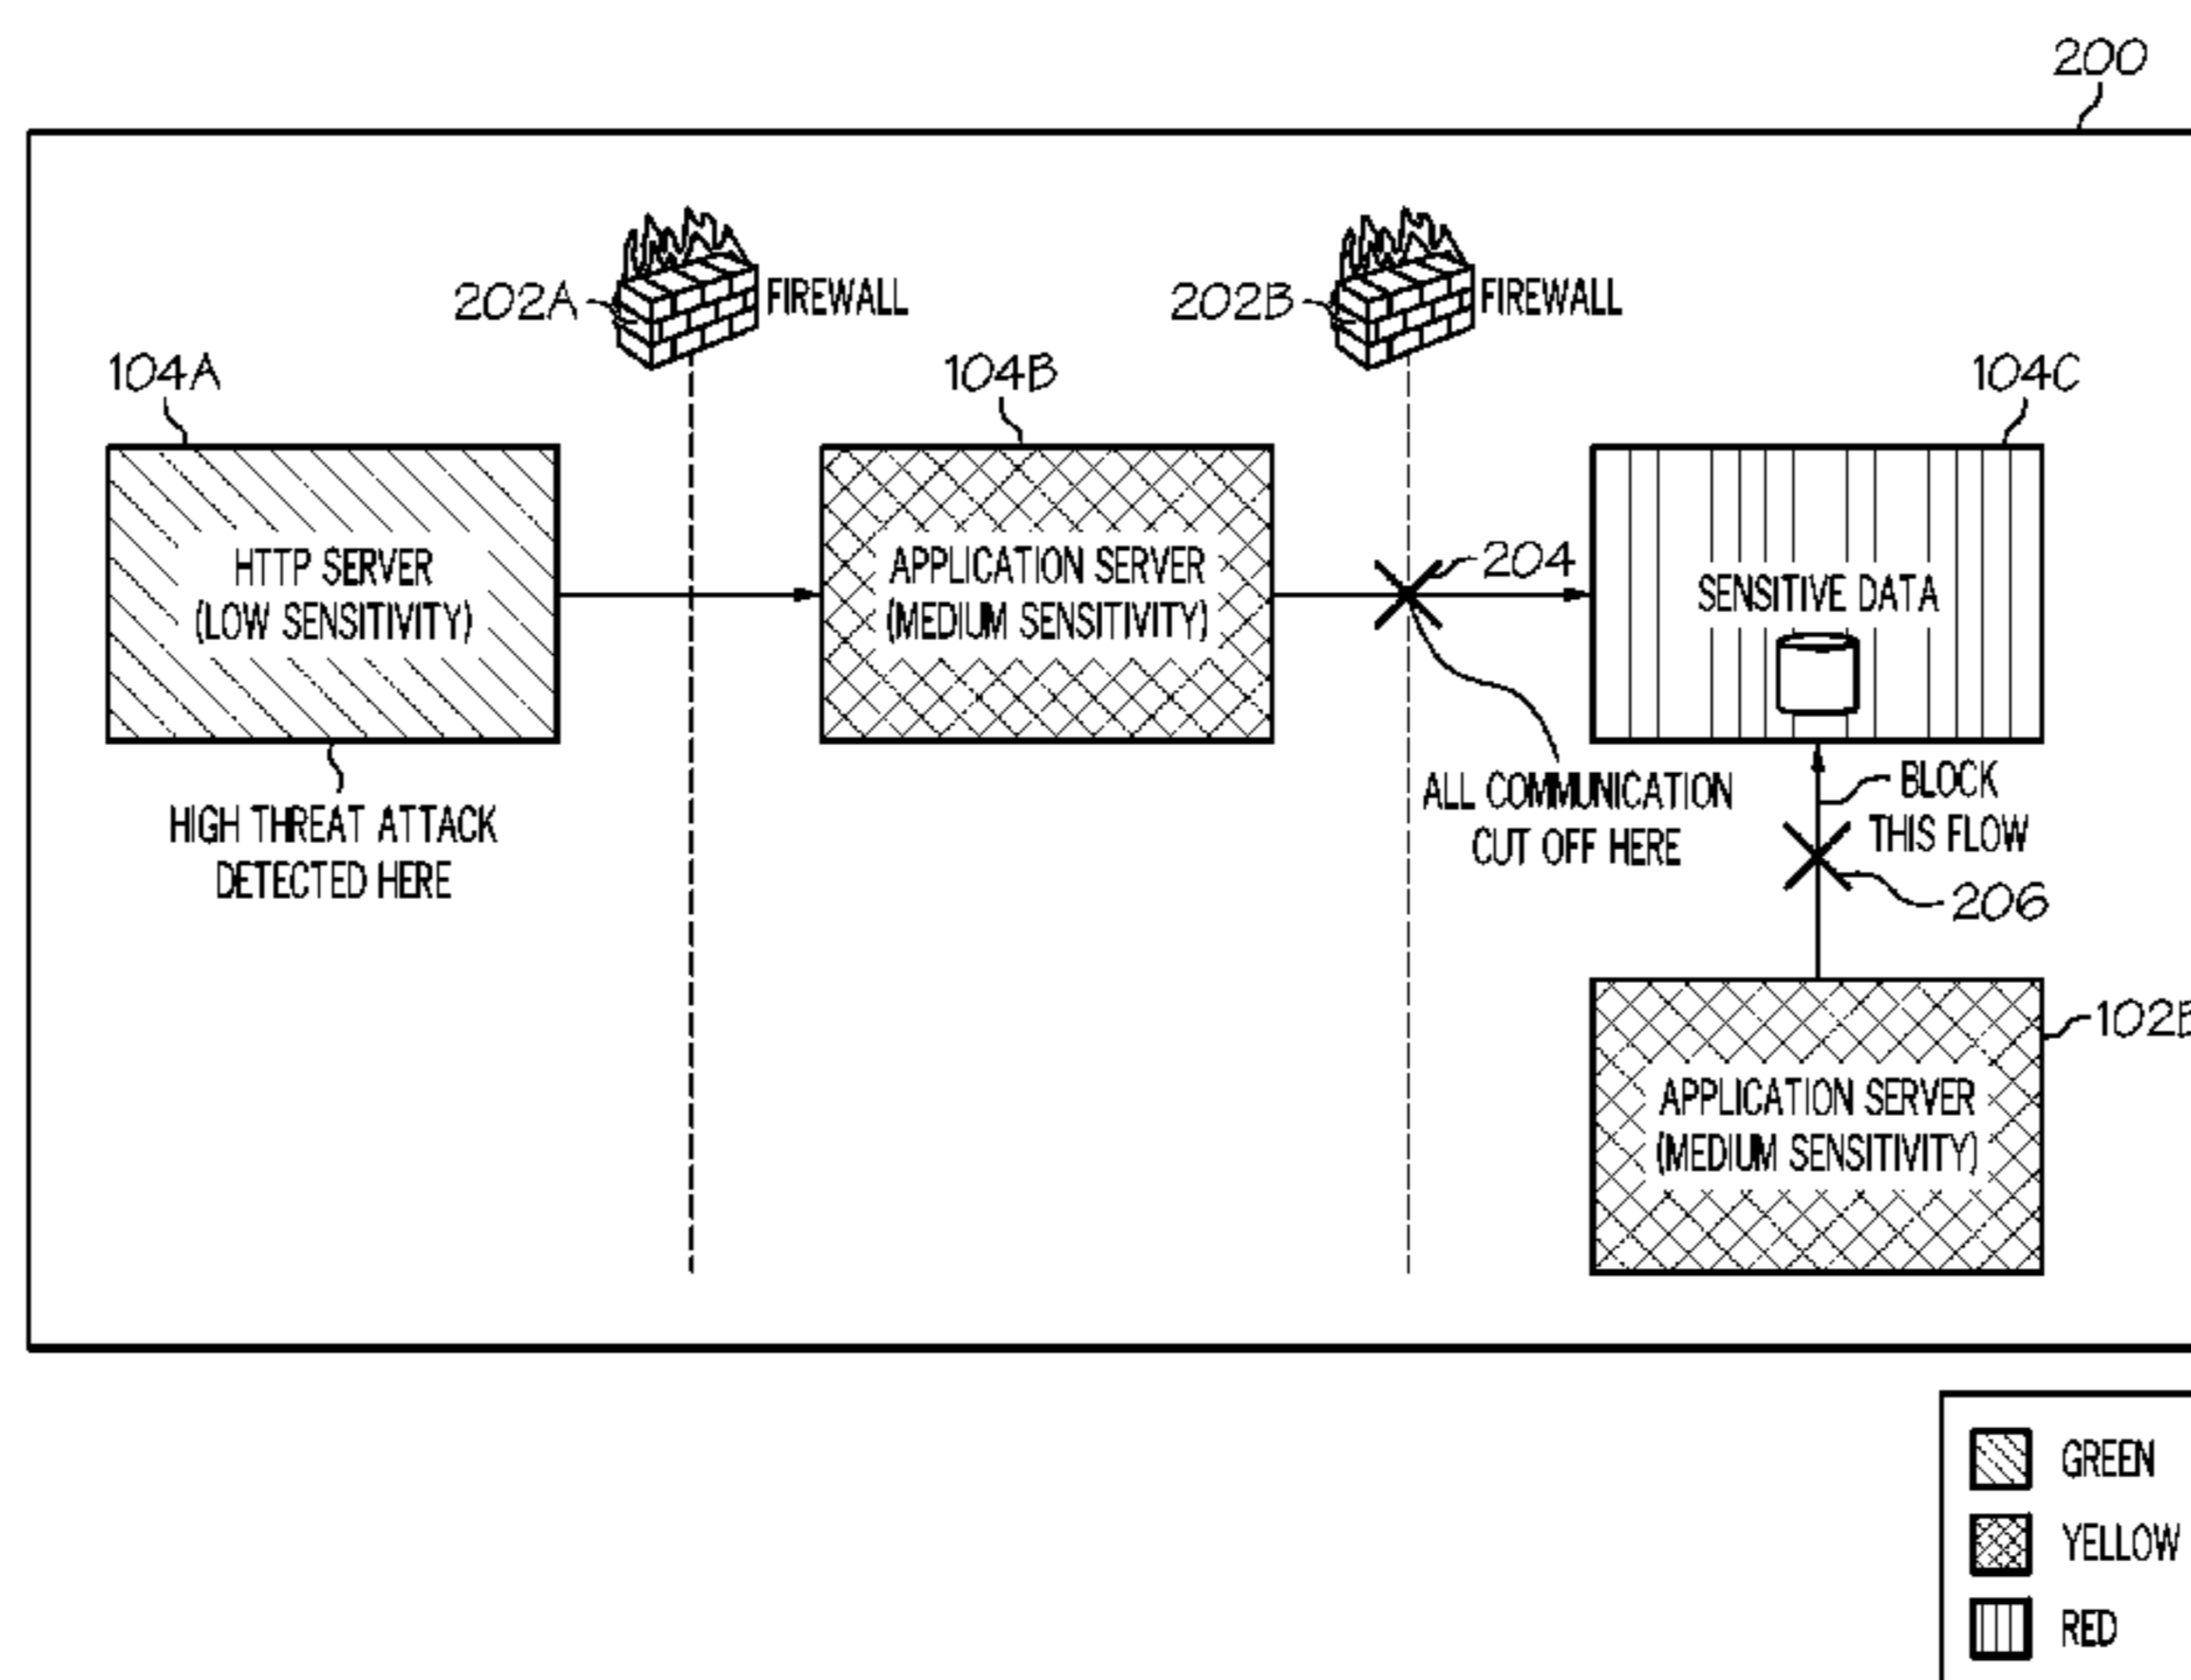 200
202A
FIREWALL
202B
FIREWALL
104A
104B
104C
HTTP SERVER
(LOW SENSITIVITY)
APPLICATION SERVER
(MEDIUM SENSITIVITY)
204
SENSITIVE DATA
HIGH THREAT ATTACK
DETECTED HERE
ALL COMMUNICATION
CUT OFF HERE
BLOCK
THIS FLOW
206
102B
APPLICATION SERVER
(MEDIUM SENSITIVITY)
GREEN
YELLOW
RED